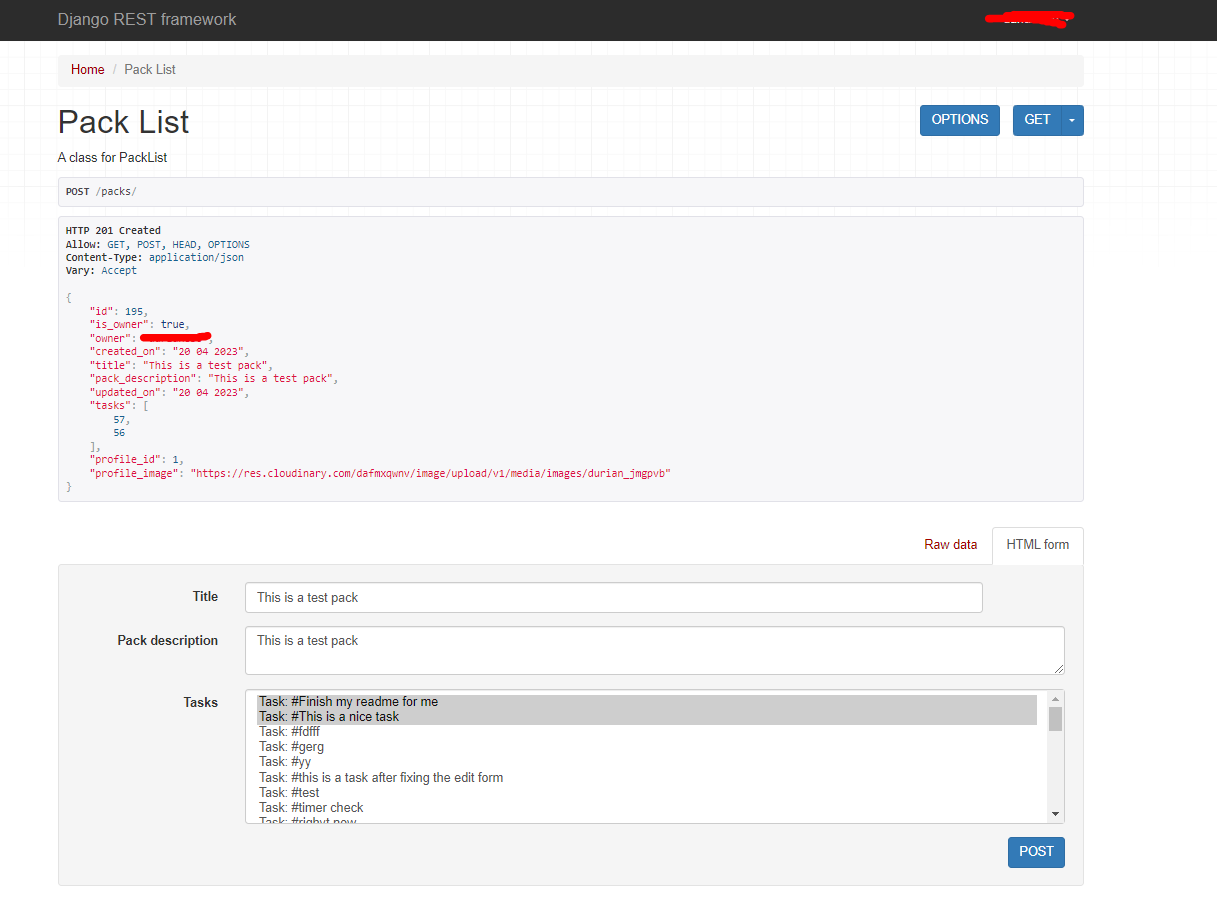 Django REST framework
Home / Pack List
Pack List
OPTIONS
GET
A class for PackList
POST /packs/
HTTP 201 Created
Allow: GET, POST, HEAD, OPTIONS
Content-Type: application/json
Vary: Accept
{
"id": 195,
"is_owner": true,
"owner": ,
"created_on": "20 04 2023",
"title": "This is a test pack",
"pack_description": "This is a test pack",
"updated_on": "20 04 2023",
"tasks": [
57,
56
],
"profile_id": 1,
"profile_image": "https://res.cloudinary.com/dafmxqwnv/image/upload/v1/media/images/durian_jmgpvb"
}
Raw data
HTML form
Title
This is a test pack
Pack description
This is a test pack
Tasks
Task: #Finish my readme for me
Task: #This is a nice task
Task: #fdfff
Task: #gerg
Task: #yy
Task: #this is a task after fixing the edit form
Task: #test
Task: #timer check
Task: #righyt now
POST